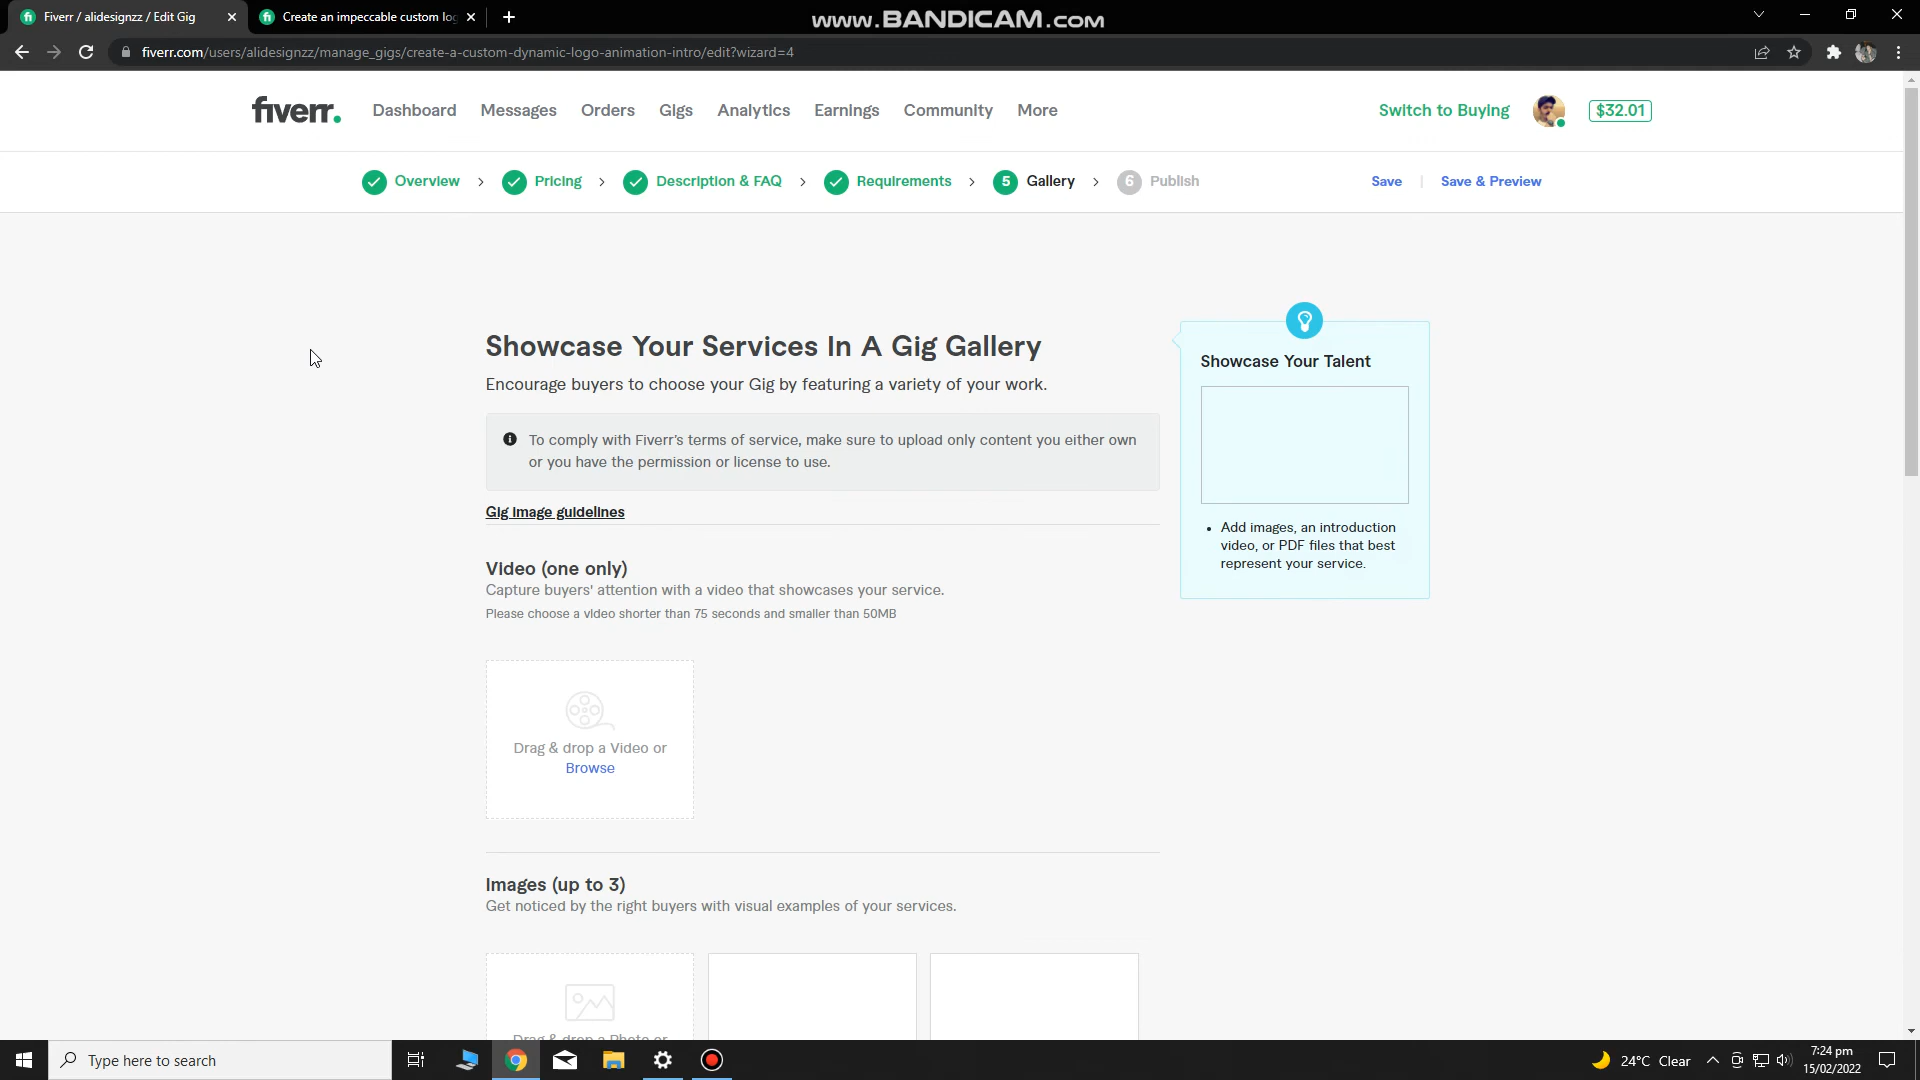 Fiverr / alidesignzz / Edit Gig
Create an impeccable custom log
www.BANDICAM.com
fiverr.com/users/alidesignzz/manage_gigs/create-a-custom-dynamic-logo-animation-intro/edit?wizard=4
fiverr.
Dashboard
Messages
Orders
Gigs
Analytics
Earnings
Community
More
Switch to Buying
$32.01
Overview
Pricing
Description & FAQ
Requirements
5 Gallery
6 Publish
Save
Save & Preview
Showcase Your Services In A Gig Gallery
Encourage buyers to choose your Gig by featuring a variety of your work.
To comply with Fiverr's terms of service, make sure to upload only content you either own
or you have the permission or license to use.
Gig image guidelines
Showcase Your Talent
Add images, an introduction
video, or PDF files that best
represent your service.
Video (one only)
Capture buyers' attention with a video that showcases your service.
Please choose a video shorter than 75 seconds and smaller than 50MB
Drag & drop a Video or
Browse
Images (up to 3)
Get noticed by the right buyers with visual examples of your services.
Drag & drop a Photo or
Type here to search
24°C Clear
7:24 pm
15/02/2022